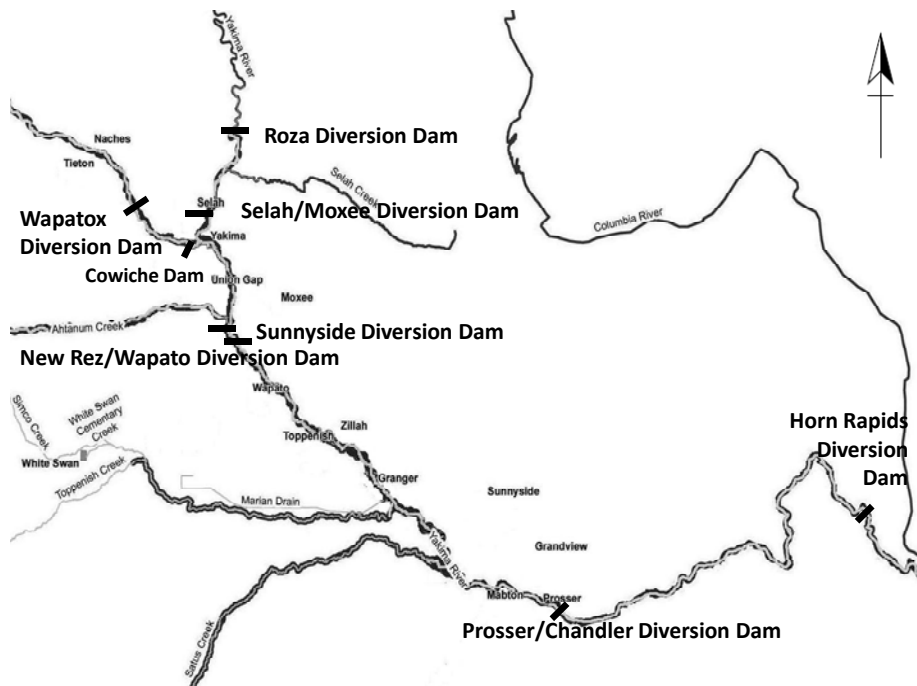 Yakima River
Roza Diversion Dam
Naches
Tieton
Selah Creek
Selah
Selah/Moxee Diversion Dam
Wapatox
Diversion Dam
Columbia River
Yakima
Cowiche Dam
Union Gap
Moxee
Ahtanum Creek
Sunnyside Diversion Dam
New Rez/Wapato Diversion Dam
Wapato
Simco Creek
White Swan
Cementary
Creek
White Swan
Toppenish Creek
Zillah
Toppenish
Horn Rapids
Diversion
Dam
Granger
Marian Drain
Sunnyside
Yakima River
Grandview
Mabton
Prosser
Prosser/Chandler Diversion Dam
Satus Creek